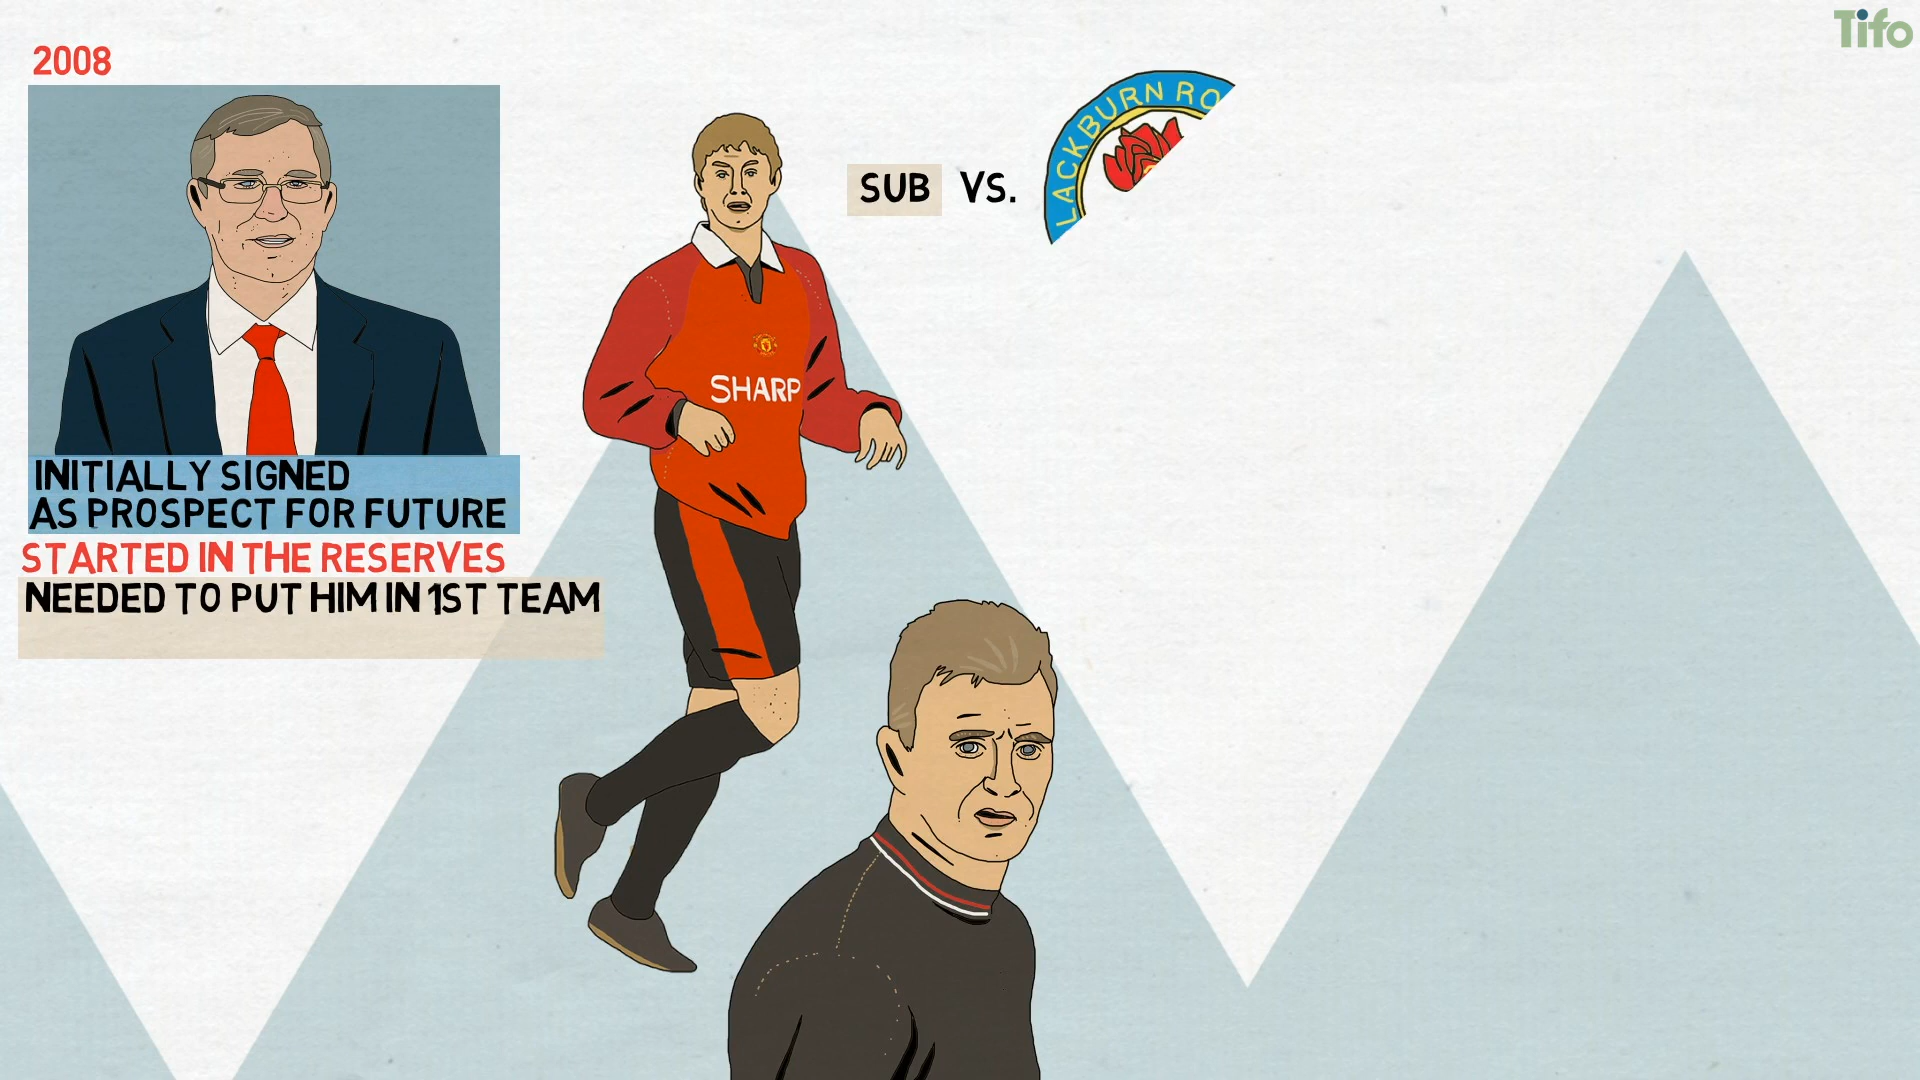 2008
Tifo
SUB VS.
LACKBURN RO
SHARP
INITIALLY SIGNED
AS PROSPECT FOR FUTURE
STARTED IN THE RESERVES
NEEDED TO PUT HIM IN 1ST TEAM